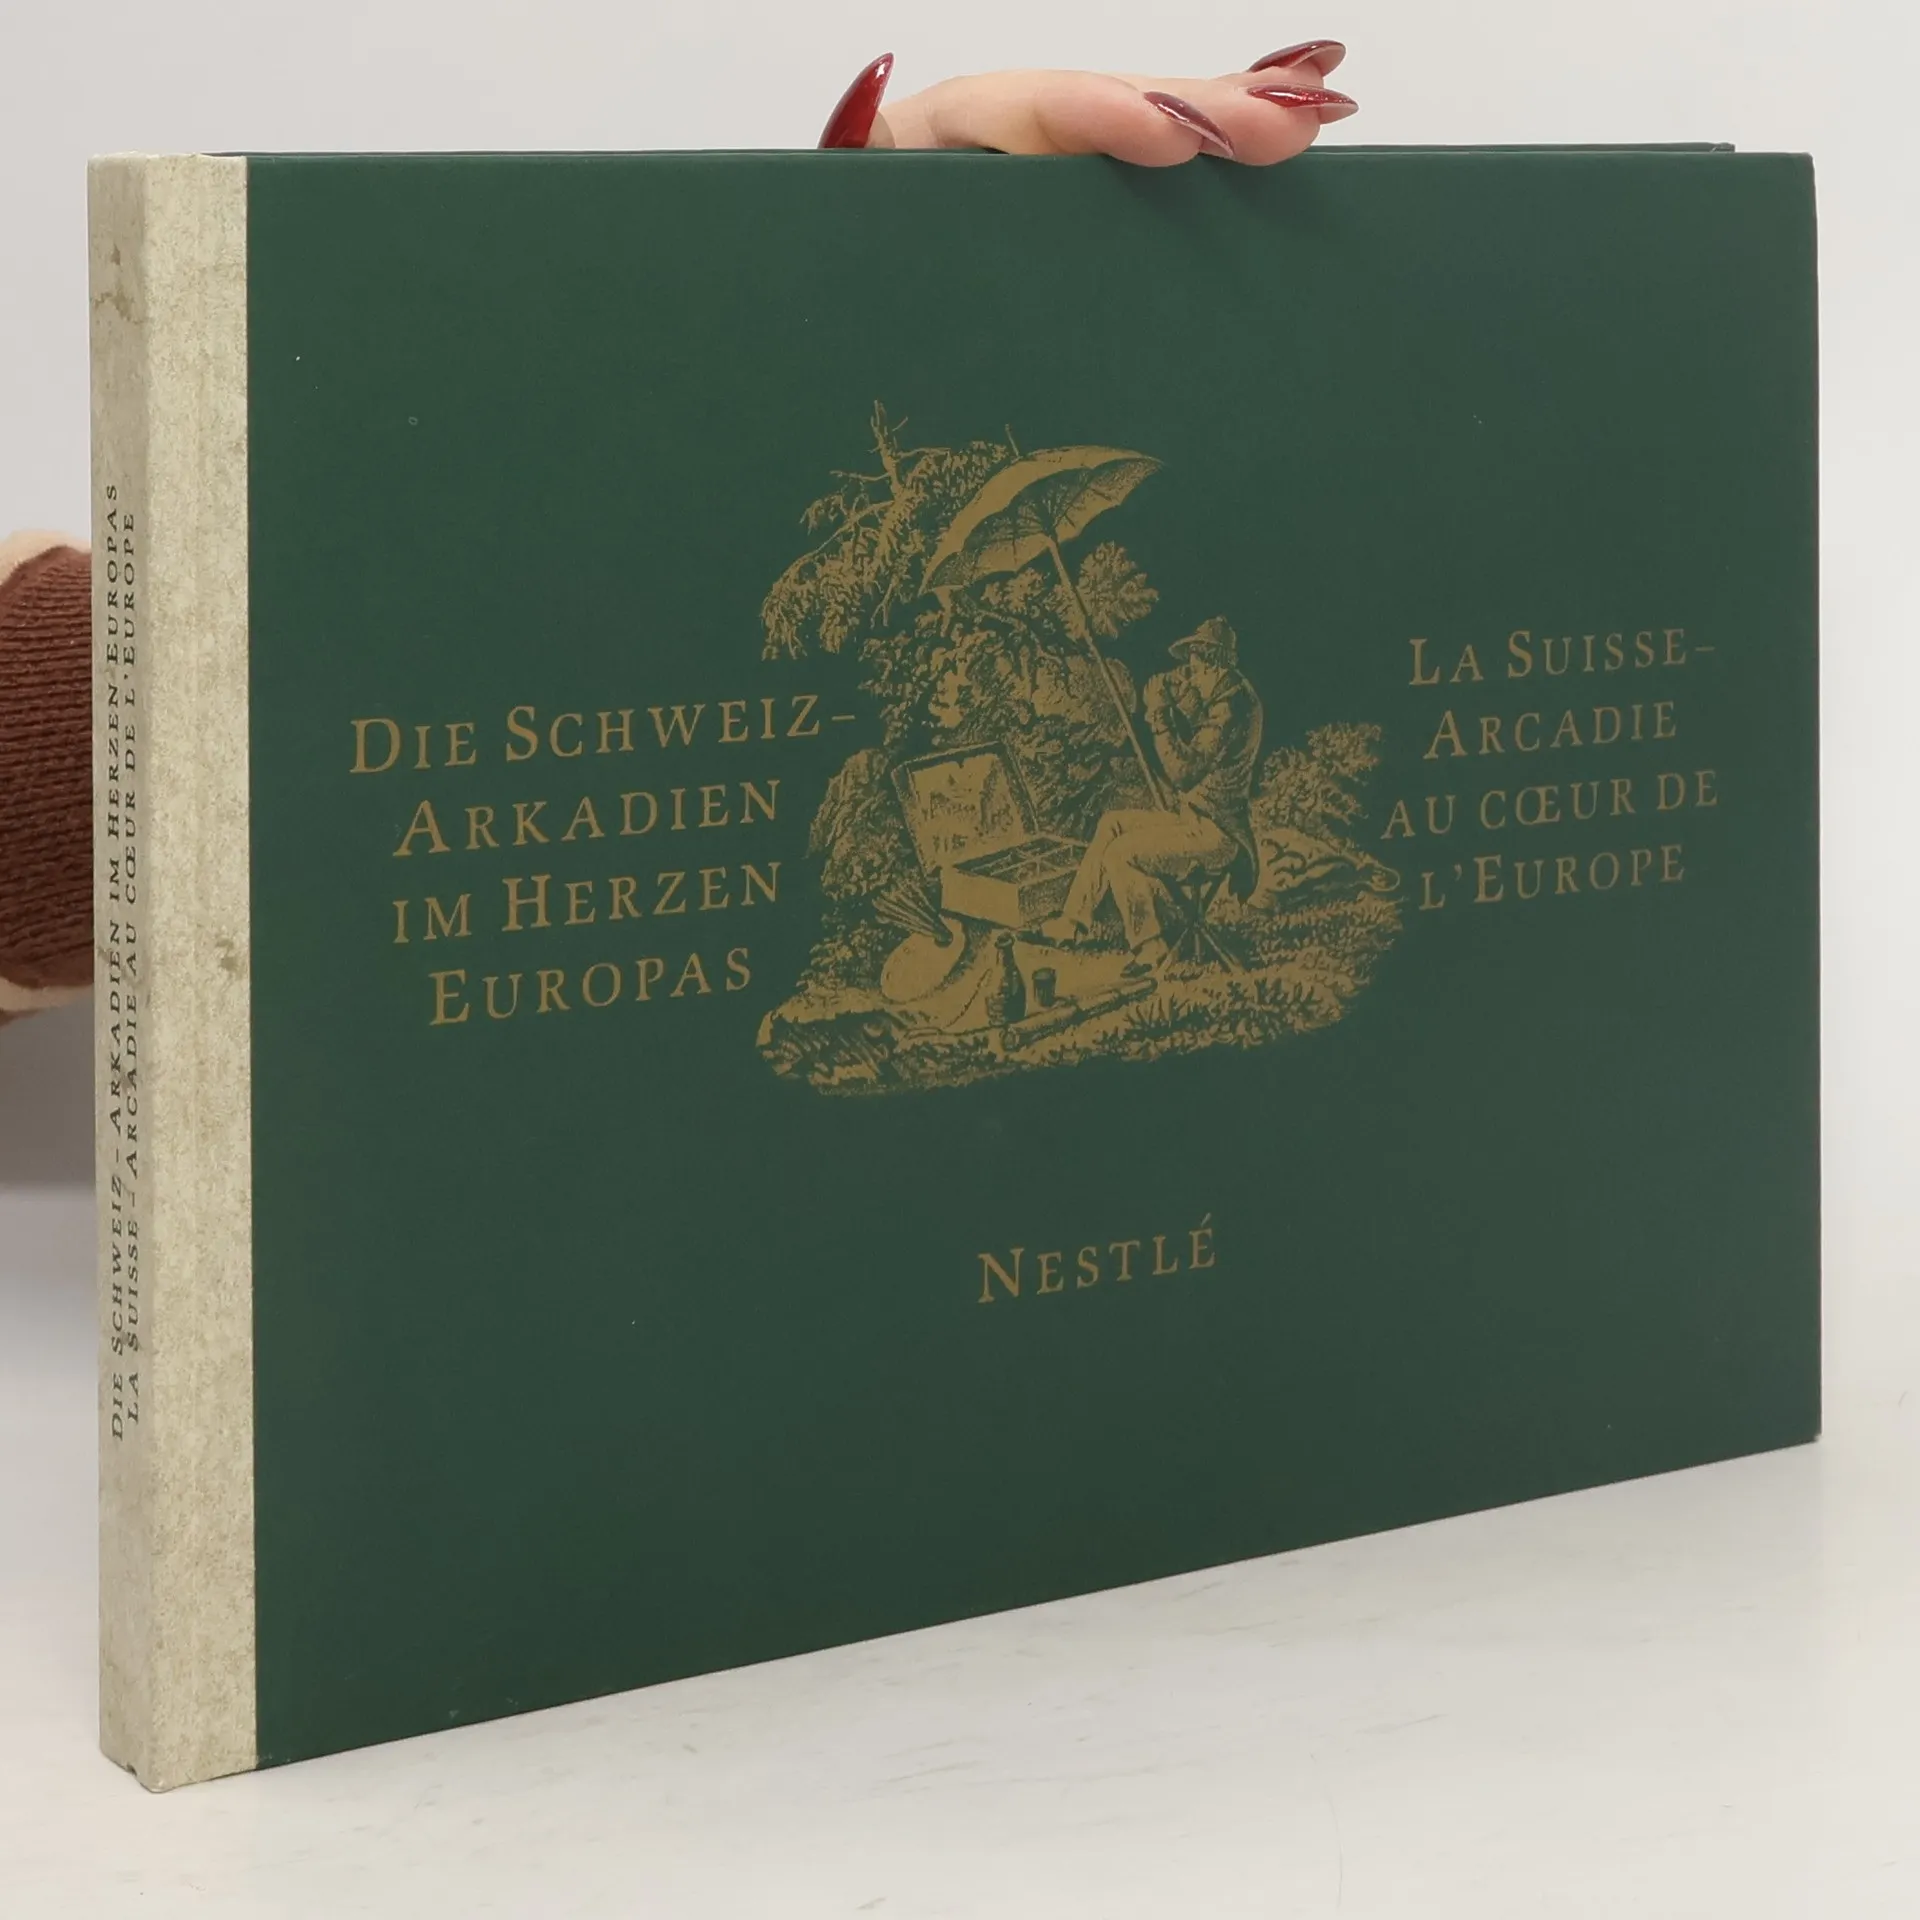 DIE SCHWEIZ – ARKADIEN IM HERZEN EUROPAS
LA SUISSE – ARCADIE AU CŒUR DE L'EUROPE
DIE SCHWEIZ–
ARKADIEN
IM HERZEN
EUROPAS
LA SUISSE–
ARCADIE
AU CŒUR DE
L'EUROPE
NESTLÉ